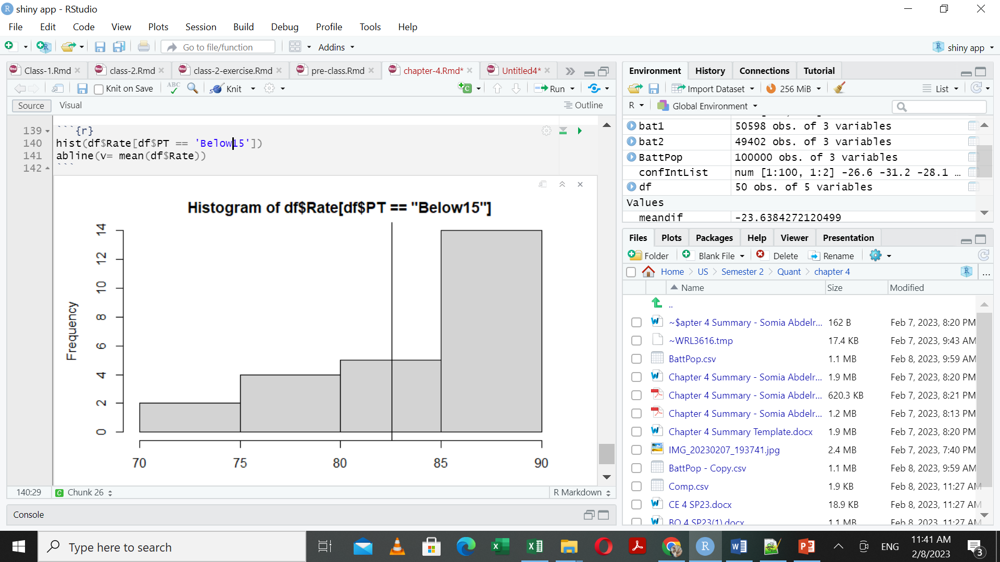 shiny app - RStudio
File Edit Code View Plots Session Build Debug Profile Tools Help
Go to file/function Addins shiny app
Class-1.Rmd class-2.Rmd class-2-exercise.Rmd pre-class.Rmd chapter-4.Rmd* Untitled4*
Knit on Save ABC Knit Run
Source Visual Outline
139 ```{r}
140 hist(df$Rate[df$PT == 'Below15'])
141 abline(v= mean(df$Rate))
142 ```
Histogram of df$Rate[df$PT == "Below15"]
Frequency
14
12
10
8
6
4
2
0
70 75 80 85 90
140:29 Chunk 26 R Markdown
Console
Environment History Connections Tutorial
Import Dataset 256 MiB List
R Global Environment
bat1 50598 obs. of 3 variables
bat2 49402 obs. of 3 variables
BattPop 100000 obs. of 3 variables
confIntList num [1:100, 1:2] -26.6 -31.2 -28.1 …
df 50 obs. of 5 variables
Values
meandif -23.6384272120499
Files Plots Packages Help Viewer Presentation
Folder Blank File Delete Rename
Home US Semester 2 Quant chapter 4 ...
Name Size Modified
..
~$apter 4 Summary - Somia Abdelr... 162 B Feb 7, 2023, 8:20 PM
~WRL3616.tmp 17.4 KB Feb 7, 2023, 9:43 AM
BattPop.csv 1.1 MB Feb 8, 2023, 9:59 AM
Chapter 4 Summary - Somia Abdelr... 1.9 MB Feb 7, 2023, 8:20 PM
Chapter 4 Summary - Somia Abdelr... 620.3 KB Feb 7, 2023, 8:21 PM
Chapter 4 Summary - Somia Abdelr... 1.2 MB Feb 7, 2023, 8:13 PM
Chapter 4 Summary Template.docx 1.9 MB Feb 7, 2023, 8:20 PM
IMG_20230207_193741.jpg 2.4 MB Feb 7, 2023, 7:40 PM
BattPop - Copy.csv 1.1 MB Feb 8, 2023, 9:59 AM
Comp.csv 1.9 KB Feb 8, 2023, 11:27 AM
CE 4 SP23.docx 18.9 KB Feb 8, 2023, 11:27 AM
BO 4 SP23(1).docx 1.1 MB Feb 8, 2023, 11:27 AM
Type here to search
ENG
11:41 AM
2/8/2023
3